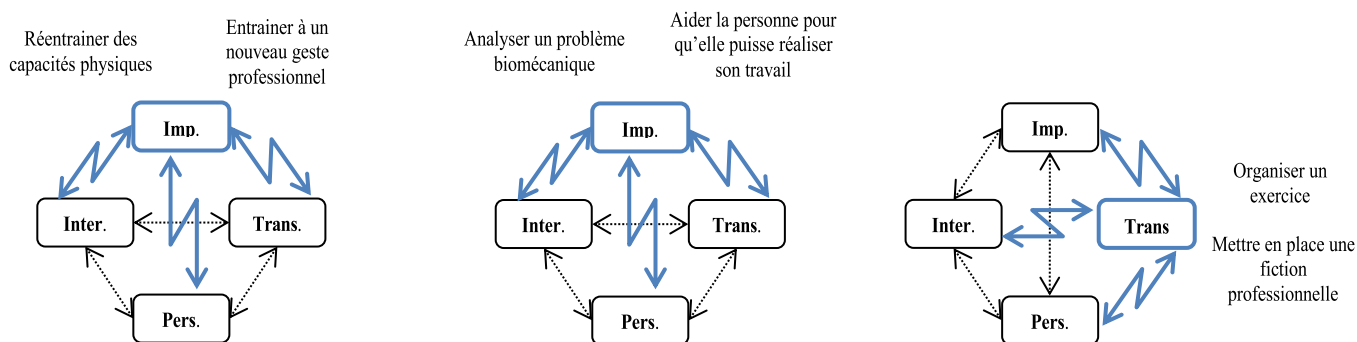 Réentrainer des
capacités physiques
Entrainer à un
nouveau geste
professionnel
Imp.
Inter.
Trans.
Pers.
Analyser un problème
biomécanique
Aider la personne pour
qu’elle puisse réaliser
son travail
Imp.
Inter.
Trans.
Pers.
Imp.
Inter.
Trans
Pers.
Organiser un
exercice
Mettre en place une
fiction
professionnelle